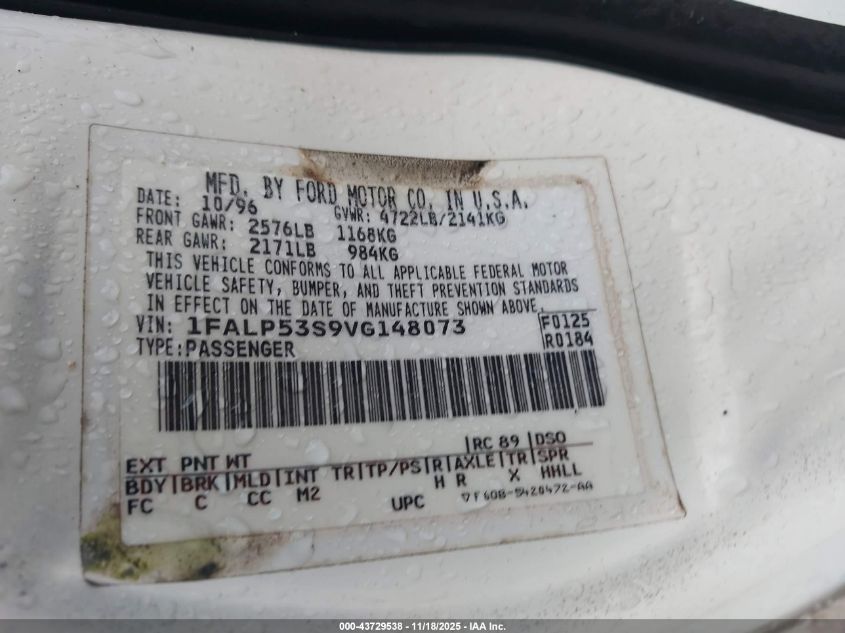 MFD. BY FORD MOTOR CO. IN U.S.A.
DATE: 10/96 GVWR: 4722LB/2141KG
FRONT GAWR: 2576LB 1168KG
REAR GAWR: 2171LB 984KG
THIS VEHICLE CONFORMS TO ALL APPLICABLE FEDERAL MOTOR
VEHICLE SAFETY, BUMPER, AND THEFT PREVENTION STANDARDS
IN EFFECT ON THE DATE OF MANUFACTURE SHOWN ABOVE.
VIN: 1FALP53S9VG148073 F0125
TYPE: PASSENGER R0184
RC 89 DSO
EXT PNT WT
BDY BRK MLD INT TR TP/PS R AXLE TR SPR
FC C CC M2 H R X HHLL
UPC
000-43729538 - 11/18/2025 - IAA Inc.